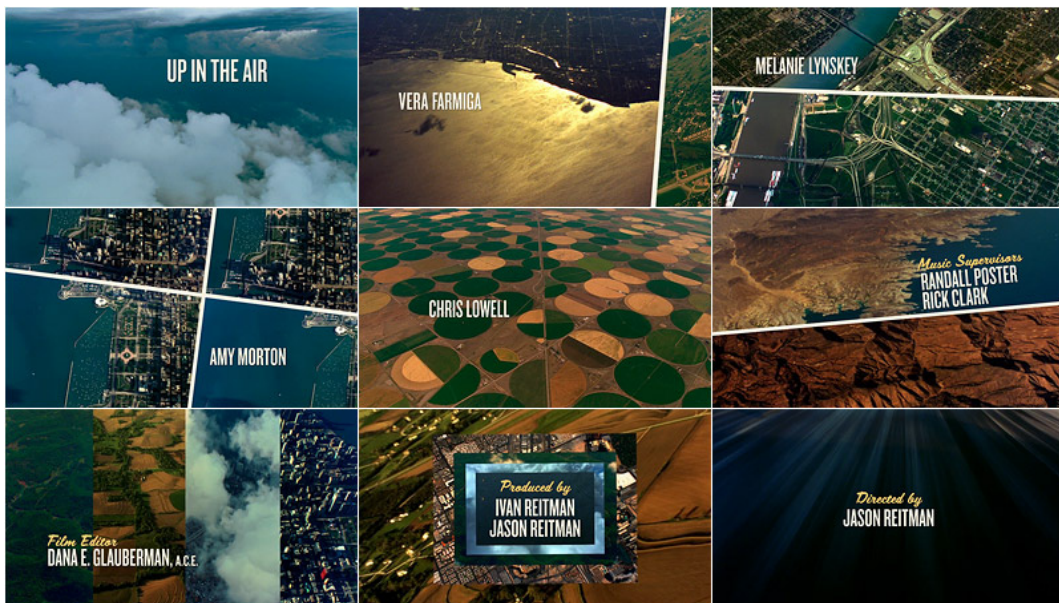 UP IN THE AIR
VERA FARMIGA
MELANIE LYNSKEY
AMY MORTON
CHRIS LOWELL
Music Supervisors
RANDALL POSTER
RICK CLARK
Film Editor
DANA E. GLAUBERMAN, A.C.E.
Produced by
IVAN REITMAN
JASON REITMAN
Directed by
JASON REITMAN